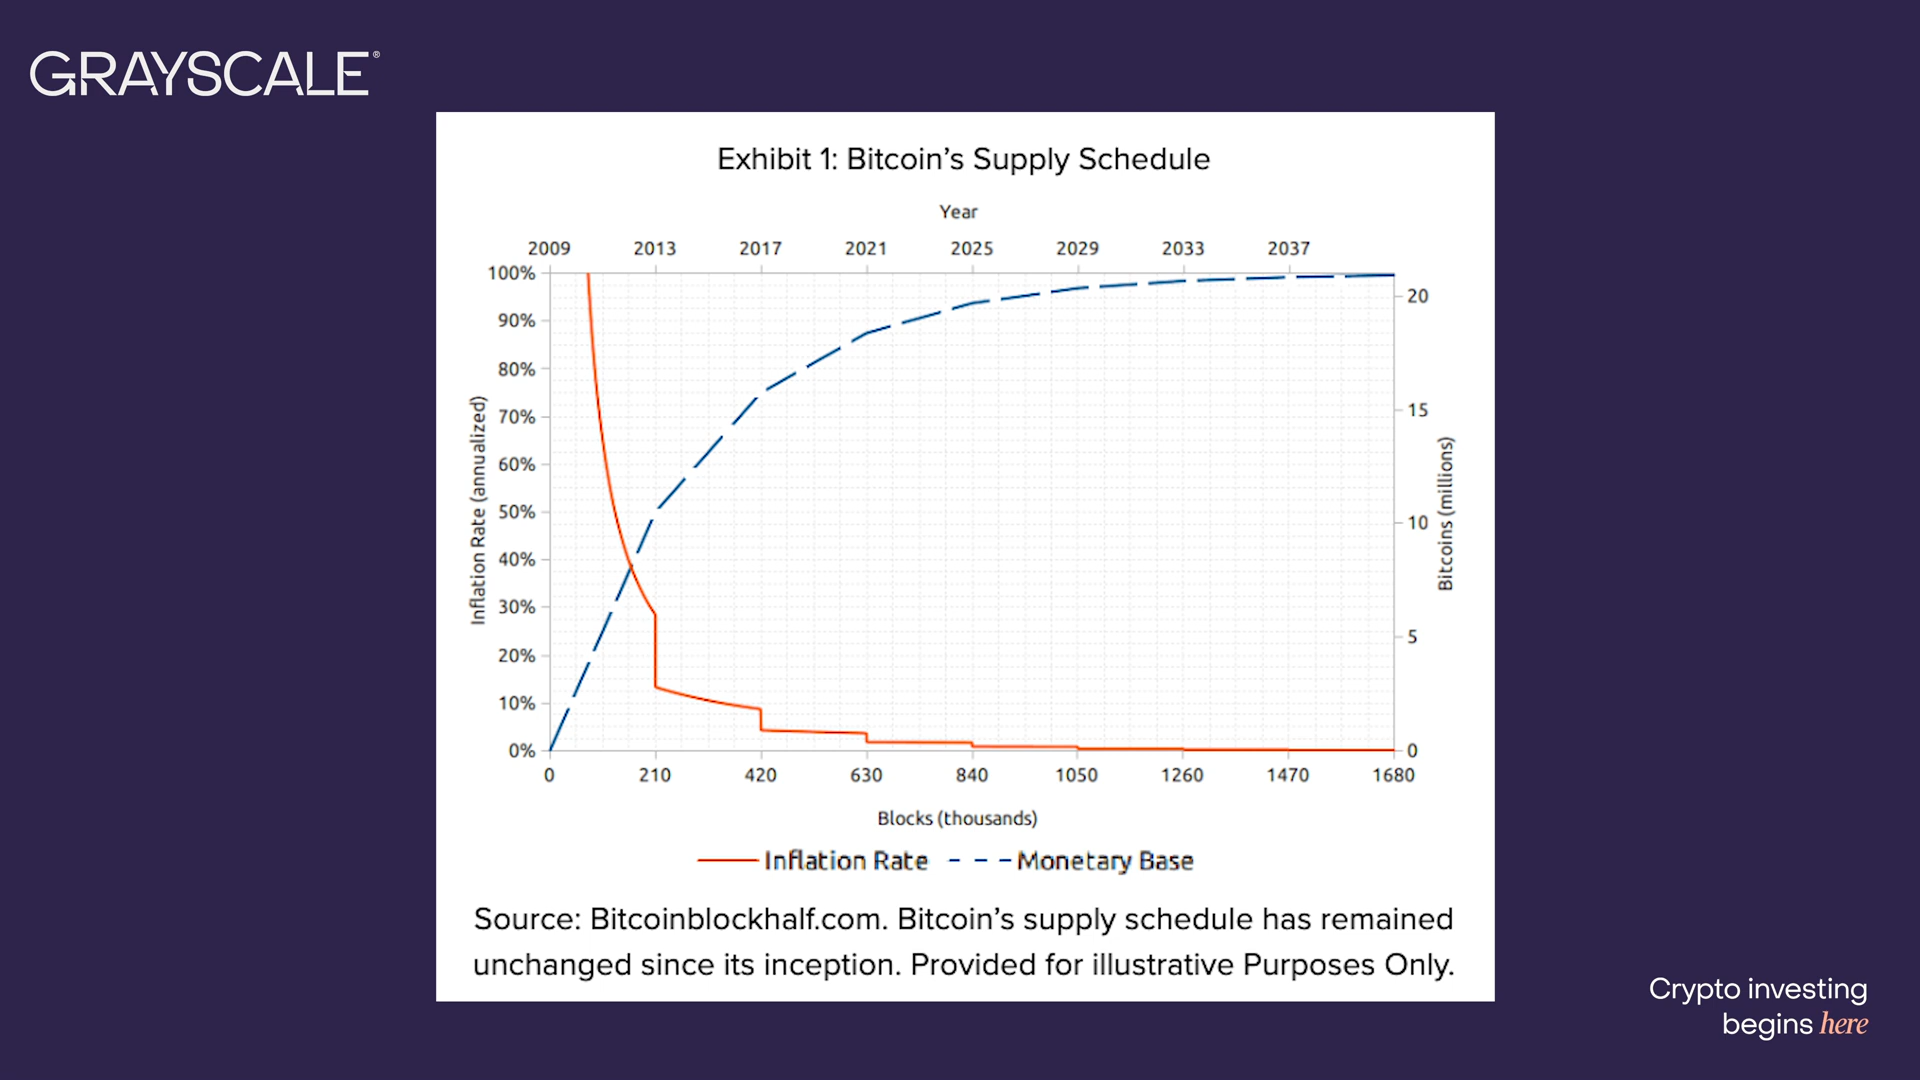 GRAYSCALE®
Exhibit 1: Bitcoin’s Supply Schedule
Year
2009 2013 2017 2021 2025 2029 2033 2037
100%
90%
80%
70%
60%
50%
40%
30%
20%
10%
0%
Inflation Rate (annualized)
20
15
10
5
0
Bitcoins (millions)
0 210 420 630 840 1050 1260 1470 1680
Blocks (thousands)
Inflation Rate Monetary Base
Source: Bitcoinblockhalf.com. Bitcoin’s supply schedule has remained
unchanged since its inception. Provided for illustrative Purposes Only.
Crypto investing
begins here